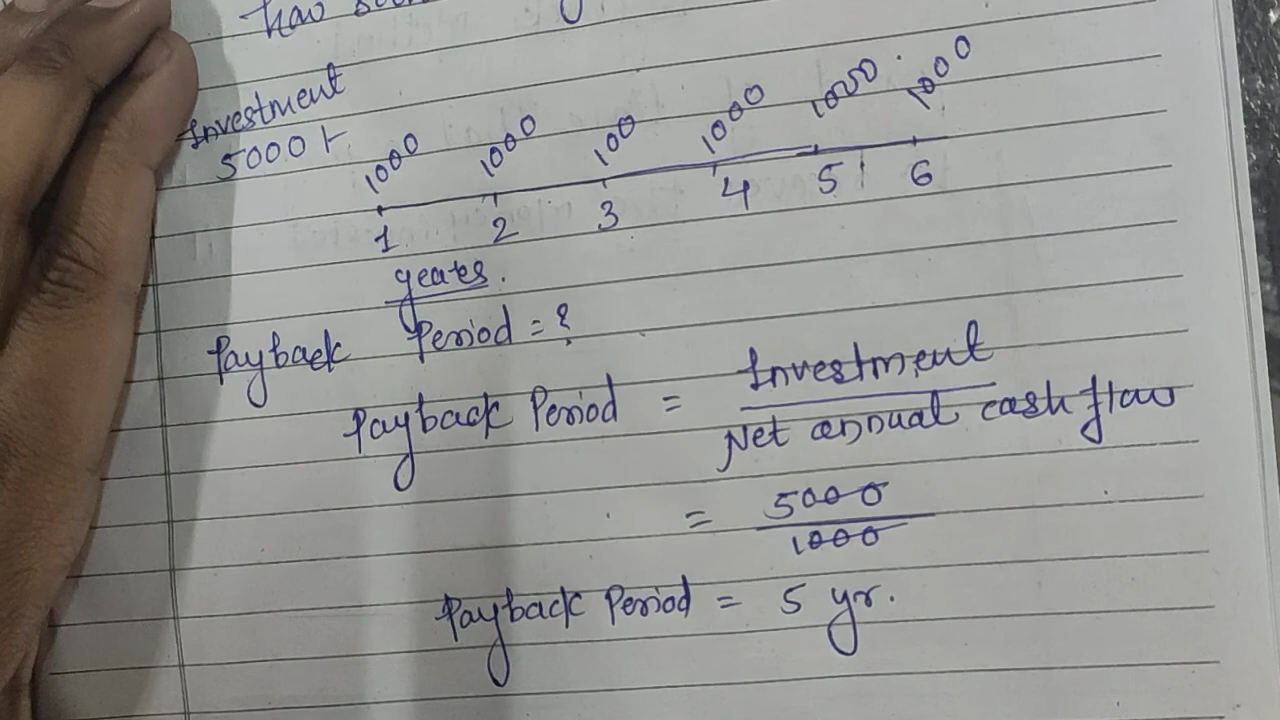 Investment
5000 ⊦
1000 1000 100 1000 1000. 1000
1 2 3 4 5 6
years.
Payback Period = ?
Payback Period = Investment
Net annual cash flow
= 5000
1000
Payback Period = 5 yr.